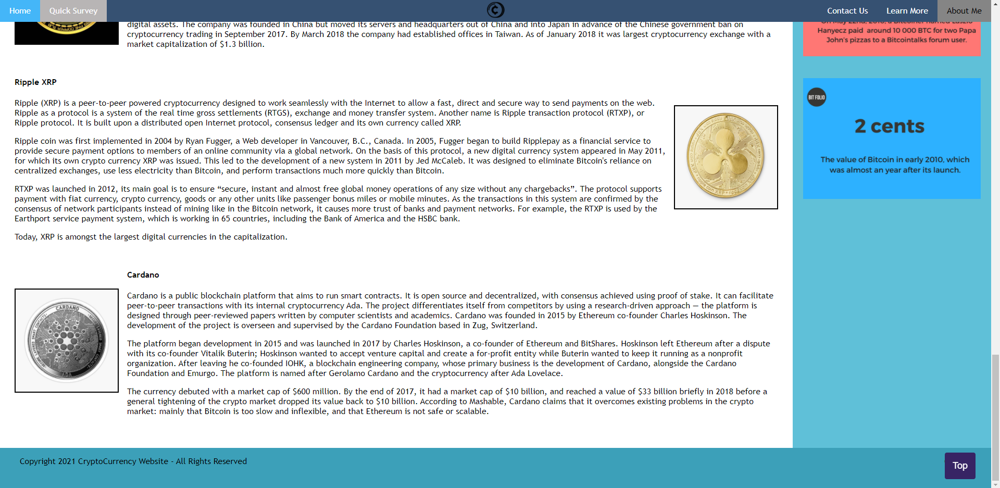 Home
Quick Survey
Contact Us
Learn More
About Me
digital assets. The company was founded in China but moved its servers and headquarters out of China and into Japan in advance of the Chinese government ban on
cryptocurrency trading in September 2017. By March 2018 the company had established offices in Taiwan. As of January 2018 it was largest cryptocurrency exchange with a
market capitalization of $1.3 billion.
On May 22nd, 2010, a Bitcoiner named Laszlo
Hanyecz paid around 10 000 BTC for two Papa
John's pizzas to a Bitcointalks forum user.
Ripple XRP
Ripple (XRP) is a peer-to-peer powered cryptocurrency designed to work seamlessly with the Internet to allow a fast, direct and secure way to send payments on the web.
Ripple as a protocol is a system of the real time gross settlements (RTGS), exchange and money transfer system. Another name is Ripple transaction protocol (RTXP), or
Ripple protocol. It is built upon a distributed open Internet protocol, consensus ledger and its own currency called XRP.
Ripple coin was first implemented in 2004 by Ryan Fugger, a Web developer in Vancouver, B.C., Canada. In 2005, Fugger began to build Ripplepay as a financial service to
provide secure payment options to members of an online community via a global network. On the basis of this protocol, a new digital currency system appeared in May 2011,
for which its own crypto currency XRP was issued. This led to the development of a new system in 2011 by Jed McCaleb. It was designed to eliminate Bitcoin's reliance on
centralized exchanges, use less electricity than Bitcoin, and perform transactions much more quickly than Bitcoin.
RTXP was launched in 2012, its main goal is to ensure “secure, instant and almost free global money operations of any size without any chargebacks”. The protocol supports
payment with fiat currency, crypto currency, goods or any other units like passenger bonus miles or mobile minutes. As the transactions in this system are confirmed by the
consensus of network participants instead of mining like in the Bitcoin network, it causes more trust of banks and payment networks. For example, the RTXP is used by the
Earthport service payment system, which is working in 65 countries, including the Bank of America and the HSBC bank.
Today, XRP is amongst the largest digital currencies in the capitalization.
BIT FOLIO
2 cents
The value of Bitcoin in early 2010, which
was almost an year after its launch.
Cardano
CARDANO
ADA
Cardano is a public blockchain platform that aims to run smart contracts. It is open source and decentralized, with consensus achieved using proof of stake. It can facilitate
peer-to-peer transactions with its internal cryptocurrency Ada. The project differentiates itself from competitors by using a research-driven approach — the platform is
designed through peer-reviewed papers written by computer scientists and academics. Cardano was founded in 2015 by Ethereum co-founder Charles Hoskinson. The
development of the project is overseen and supervised by the Cardano Foundation based in Zug, Switzerland.
The platform began development in 2015 and was launched in 2017 by Charles Hoskinson, a co-founder of Ethereum and BitShares. Hoskinson left Ethereum after a dispute
with its co-founder Vitalik Buterin; Hoskinson wanted to accept venture capital and create a for-profit entity while Buterin wanted to keep it running as a nonprofit
organization. After leaving he co-founded IOHK, a blockchain engineering company, whose primary business is the development of Cardano, alongside the Cardano
Foundation and Emurgo. The platform is named after Gerolamo Cardano and the cryptocurrency after Ada Lovelace.
The currency debuted with a market cap of $600 million. By the end of 2017, it had a market cap of $10 billion, and reached a value of $33 billion briefly in 2018 before a
general tightening of the crypto market dropped its value back to $10 billion. According to Mashable, Cardano claims that it overcomes existing problems in the crypto
market: mainly that Bitcoin is too slow and inflexible, and that Ethereum is not safe or scalable.
Copyright 2021 CryptoCurrency Website - All Rights Reserved
Top